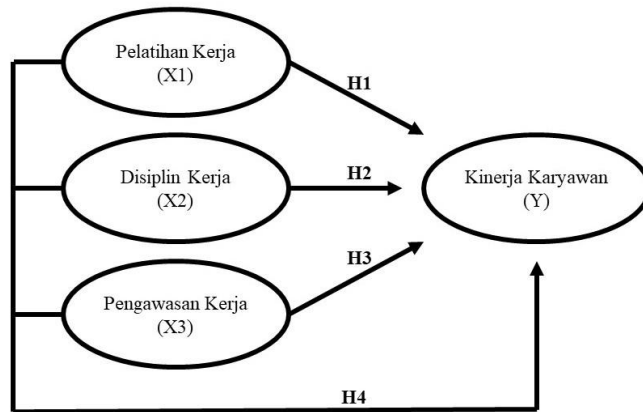 Pelatihan Kerja
(X1)
H1
Disiplin Kerja
(X2)
H2
Kinerja Karyawan
(Y)
H3
Pengawasan Kerja
(X3)
H4